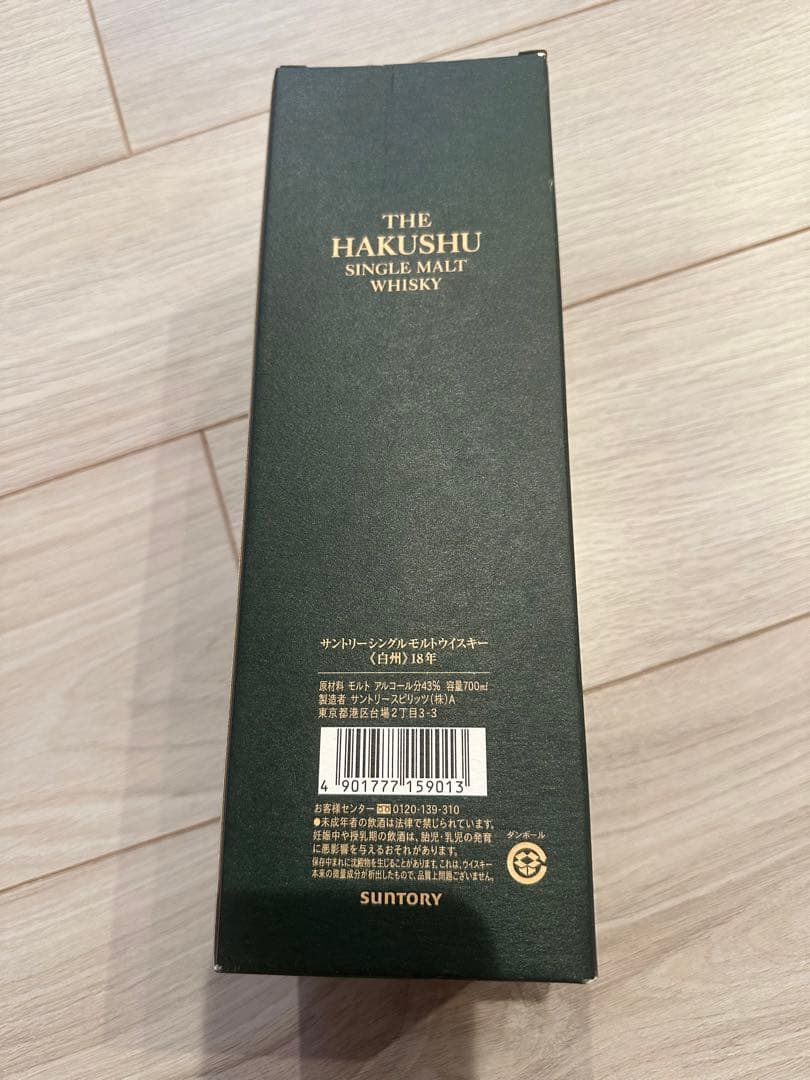 THE
HAKUSHU
SINGLE MALT
WHISKY
サントリーシングルモルトウイスキー
《白州》18年
原材料 モルト アルコール分43% 容量700㎖
製造者 サントリースピリッツ(株)A
東京都港区台場2丁目3-3
4 901777 159013
お客様センター 0120-139-310
●未成年者の飲酒は法律で禁じられています。
妊娠中や授乳期の飲酒は、胎児・乳児の発育
に悪影響を与えるおそれがあります。
保存中まれに沈殿物を生じることがあります。これは、ウイスキー
本来の微量成分が析出したもので、品質上問題ございません。
ダンボール
SUNTORY